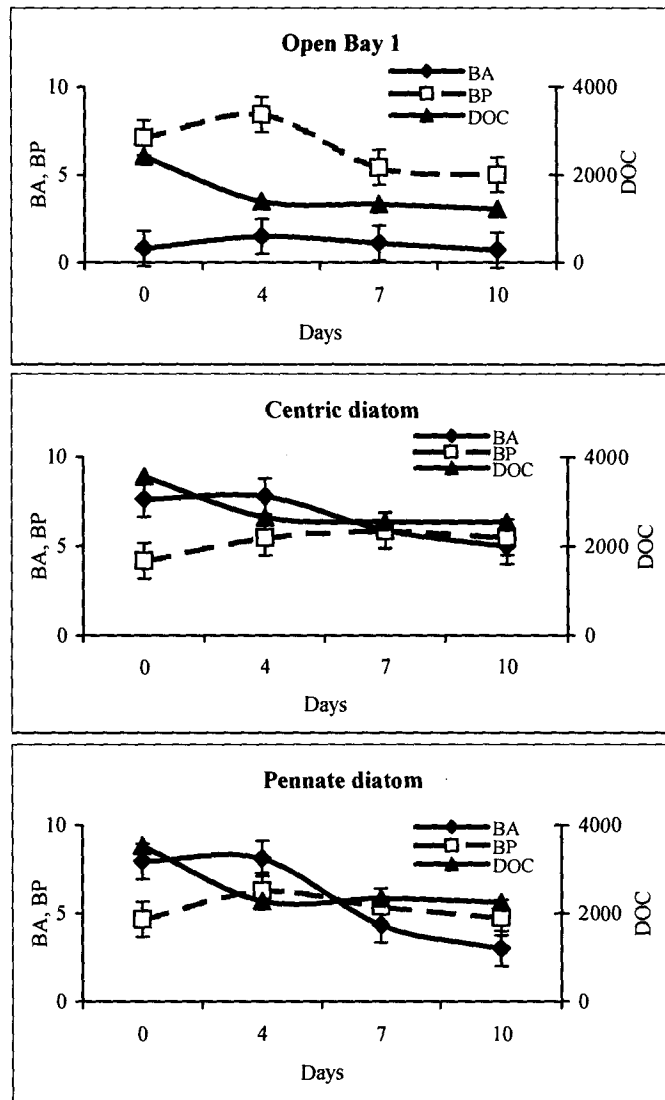 Open Bay 1
BA
BP
DOC
10
5
0
BA, BP
4000
2000
0
DOC
0 4 7 10
Days
Centric diatom
BA
BP
DOC
10
5
0
BA, BP
4000
2000
0
DOC
0 4 7 10
Days
Pennate diatom
BA
BP
DOC
10
5
0
BA, BP
4000
2000
0
DOC
0 4 7 10
Days